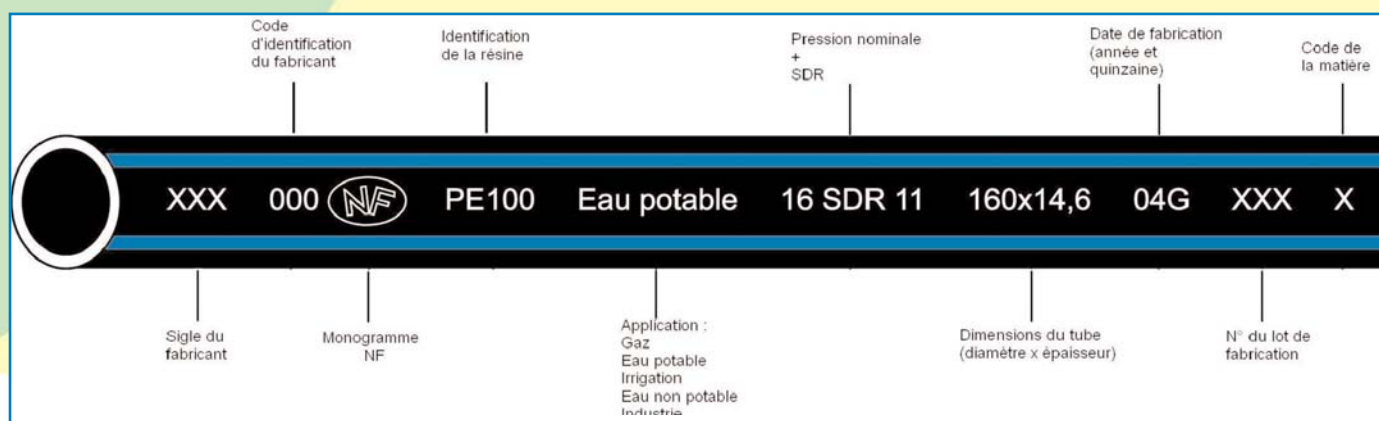 Code
d'identification
du fabricant
Identification
de la résine
Pression nominale
+
SDR
Date de fabrication
(année et
quinzaine)
Code de
la matière
XXX 000 NF PE100 Eau potable 16 SDR 11 160x14,6 04G XXX X
Sigle du
fabricant
Monogramme
NF
Application :
Gaz
Eau potable
Irrigation
Eau non potable
Industrie
Dimensions du tube
(diamètre x épaisseur)
N° du lot de
fabrication